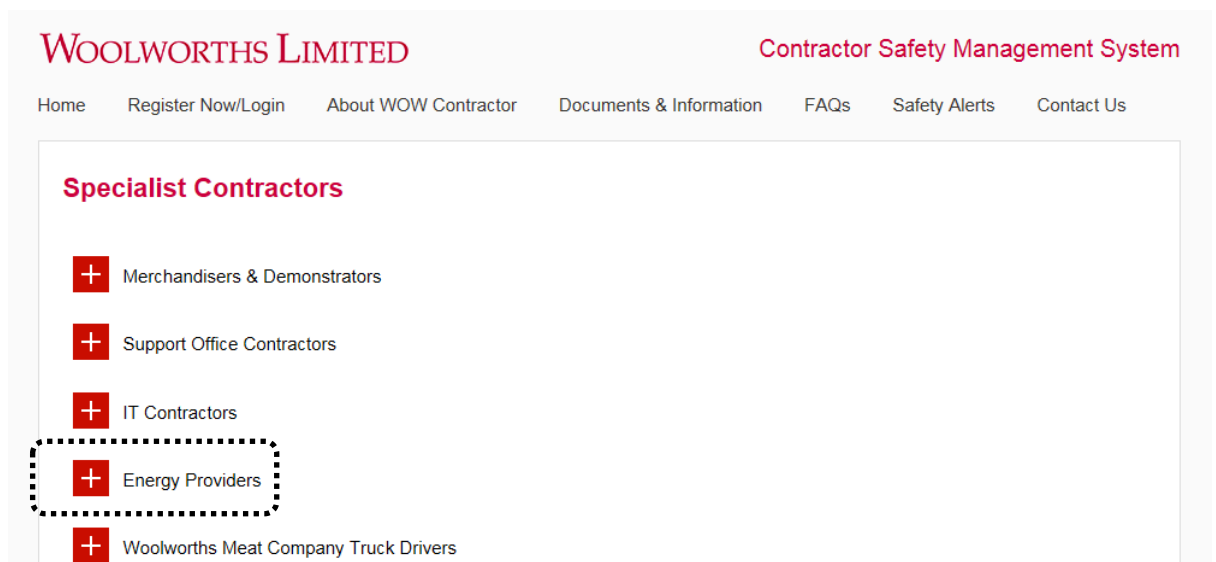 WOOLWORTHS LIMITED
Contractor Safety Management System
Home Register Now/Login About WOW Contractor Documents & Information FAQs Safety Alerts Contact Us
Specialist Contractors
Merchandisers & Demonstrators
Support Office Contractors
IT Contractors
Energy Providers
Woolworths Meat Company Truck Drivers